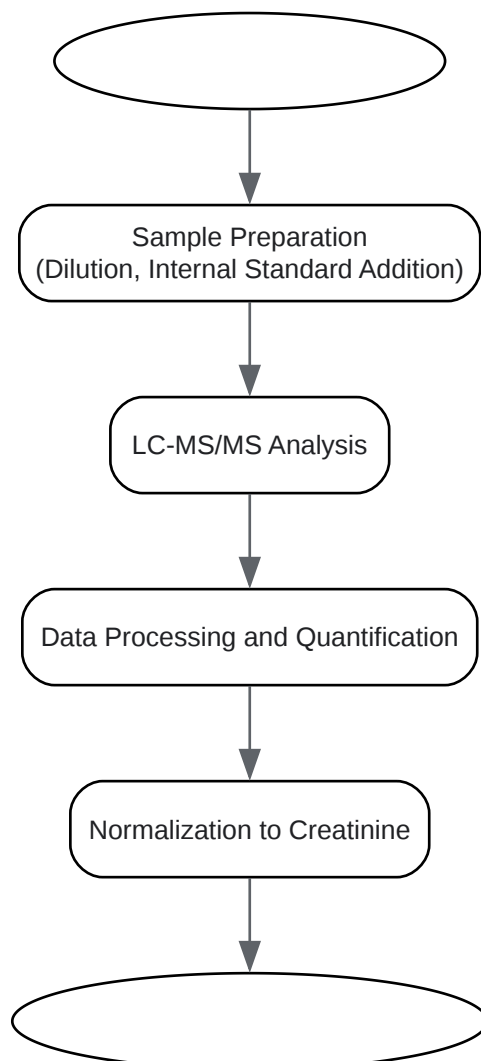 Sample Preparation
(Dilution, Internal Standard Addition)
LC-MS/MS Analysis
Data Processing and Quantification
Normalization to Creatinine